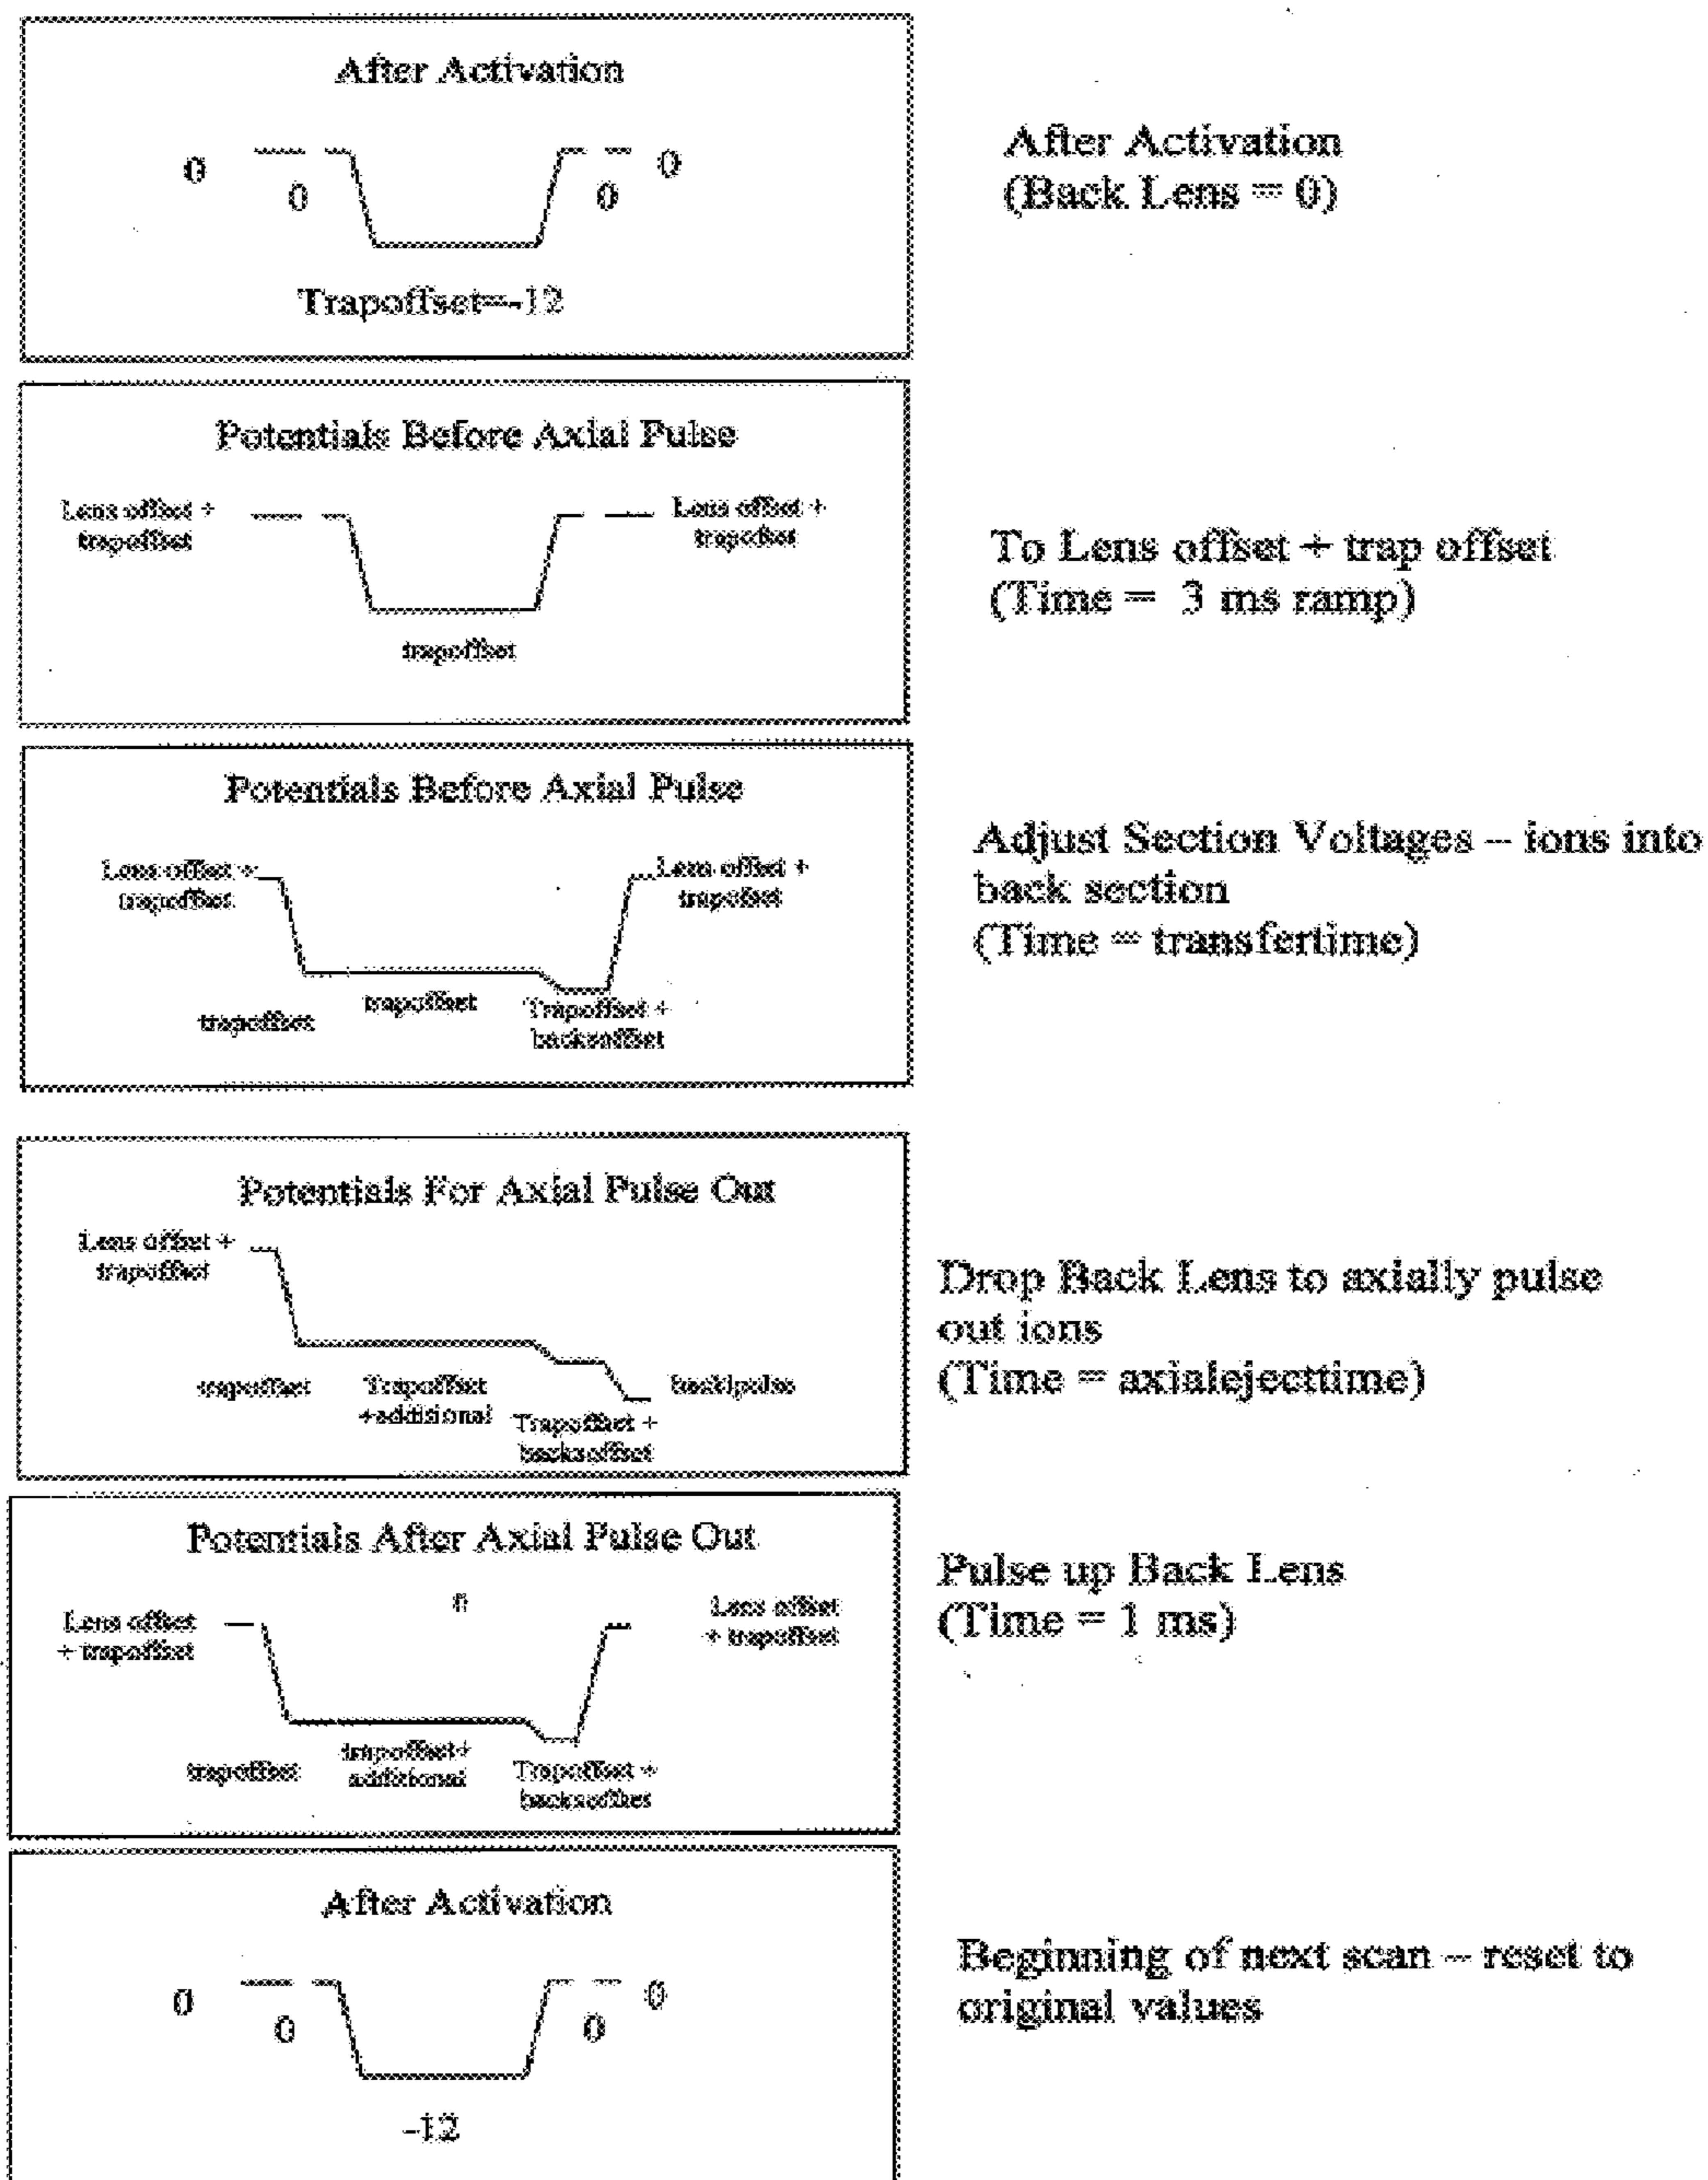 After Activation
0
0
0
0
Trapoffset=-12
After Activation
(Back Lens = 0)
Potentials Before Axial Pulse
Lens offset +
trapoffset
Lens offset +
trapoffset
trapoffset
To Lens offset + trap offset
(Time = 3 ms ramp)
Potentials Before Axial Pulse
Lens offset +
trapoffset
Lens offset +
trapoffset
trapoffset
trapoffset
Trapoffset +
backsoffset
Adjust Section Voltages – ions into
back section
(Time = transfertime)
Potentials For Axial Pulse Out
Lens offset +
trapoffset
trapoffset
Trapoffset
+additional
Trapoffset +
backsoffset
backlpulse
Drop Back Lens to axially pulse
out ions
(Time = axialejecttime)
Potentials After Axial Pulse Out
Lens offset
+ trapoffset
Lens offset
+ trapoffset
trapoffset
trapoffset+
additional
Trapoffset +
Pulse up Back Lens
(Time = 1 ms)
After Activation
0
0
0
0
-12
Beginning of next scan – reset to
original values